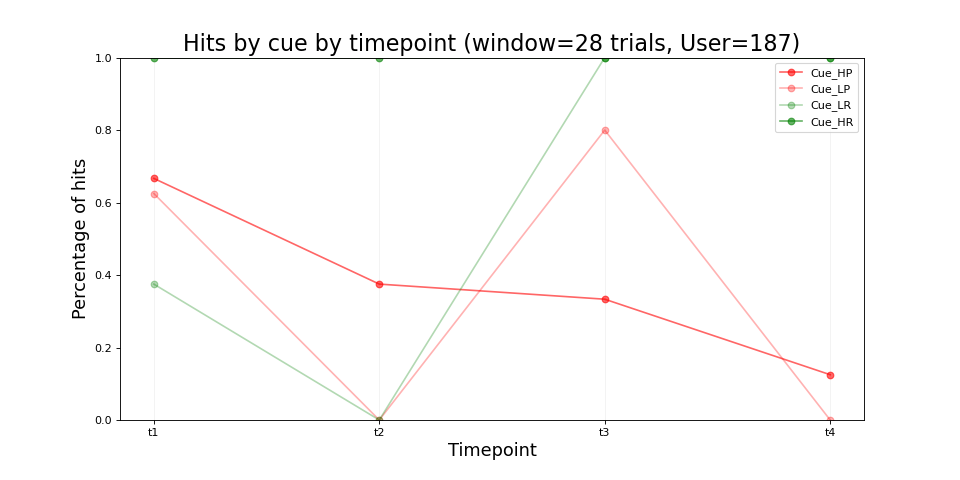 Hits by cue by timepoint (window=28 trials, User=187)
Percentage of hits
1.0
0.8
0.6
0.4
0.2
0.0
Cue_HP
Cue_LP
Cue_LR
Cue_HR
t1 t2 t3 t4
Timepoint